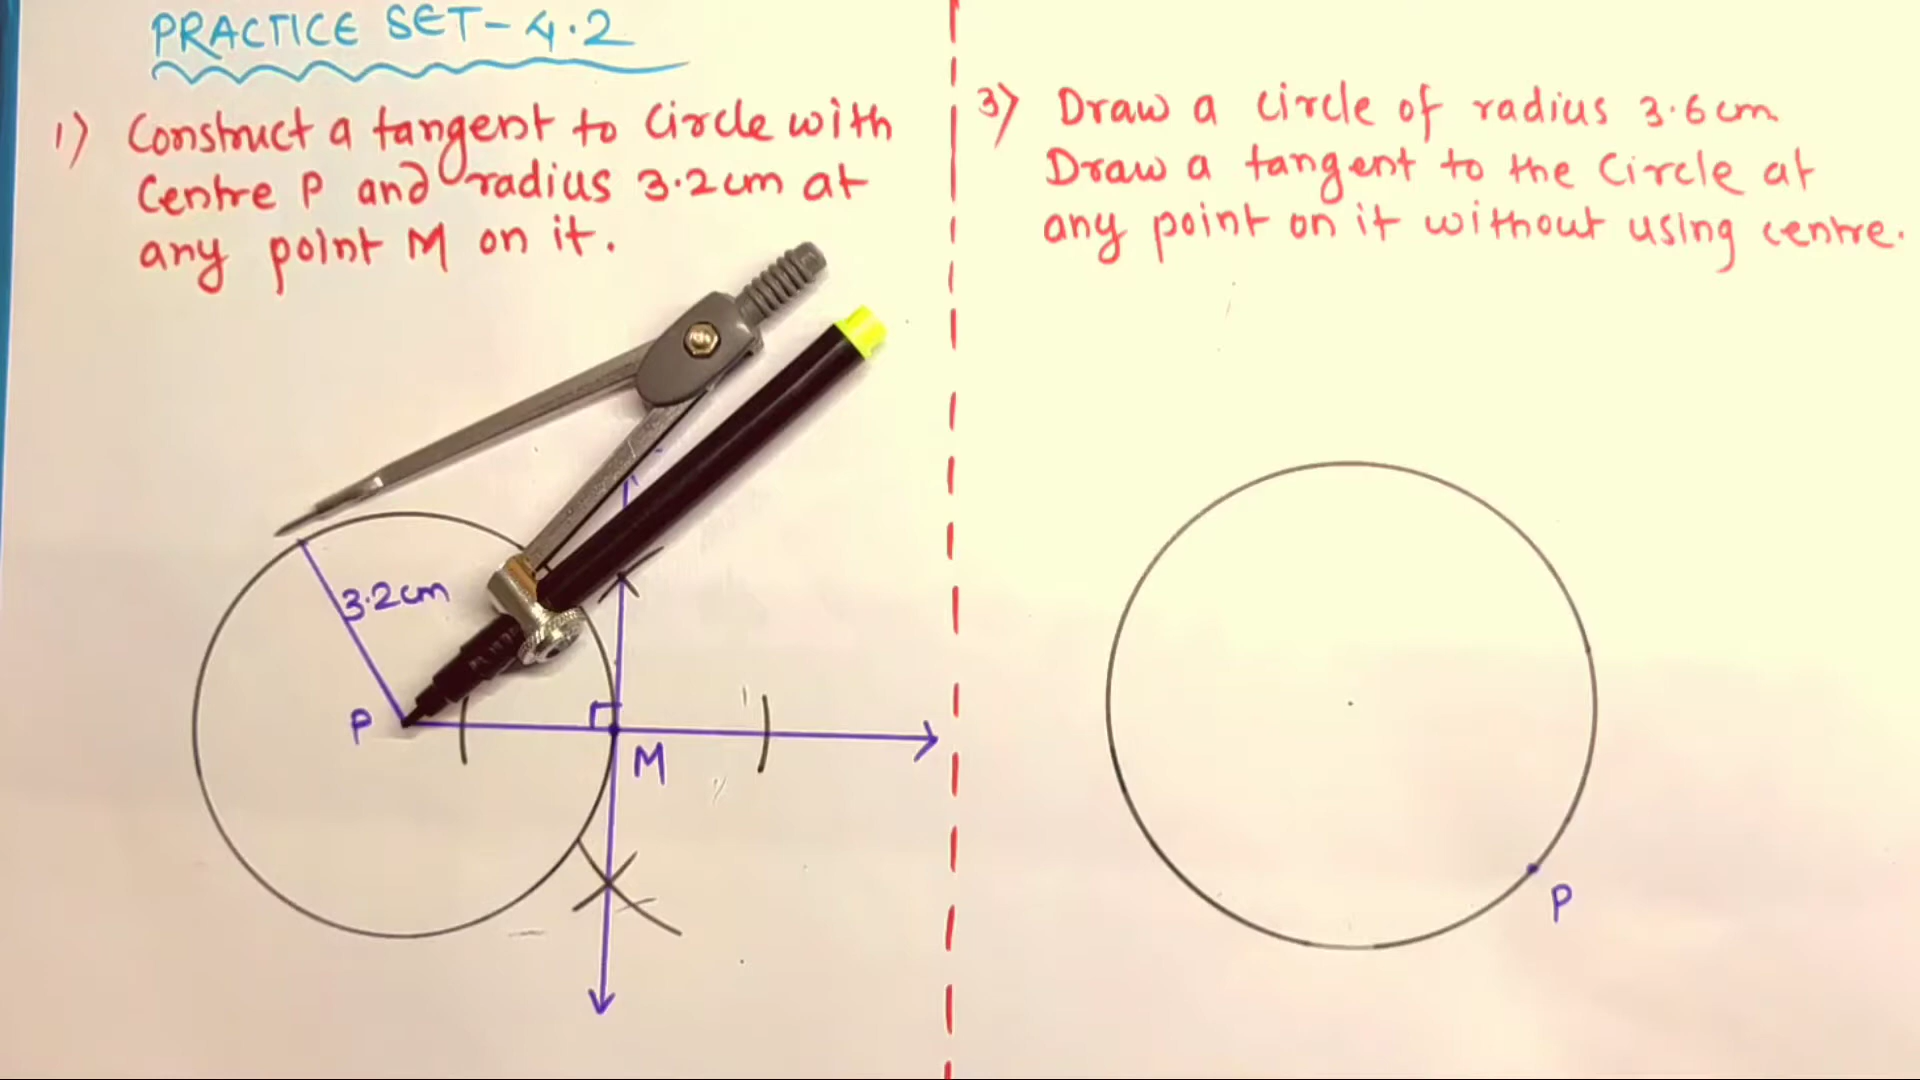 PRACTICE SET-4.2
1) Construct a tangent to Circle with
Centre P and radius 3.2cm at
any point M on it.
3.2cm
P
M
3) Draw a circle of radius 3.6cm
Draw a tangent to the Circle at
any point on it without using centre.
P